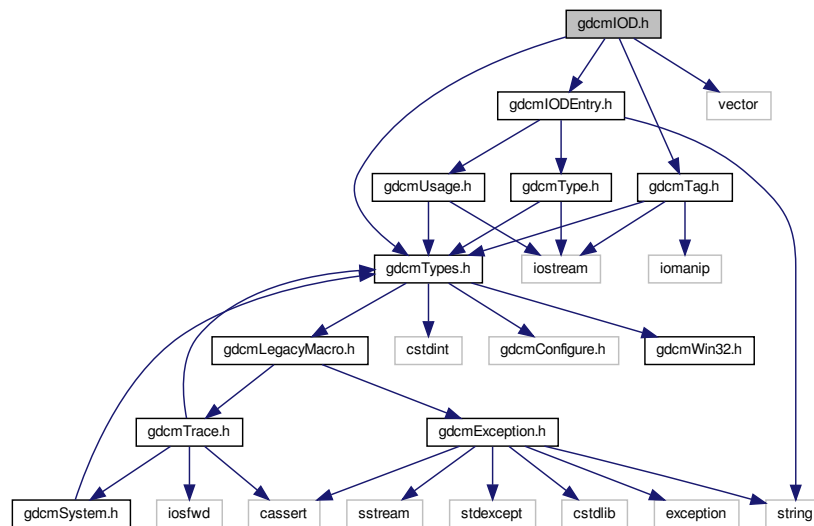 gdcmIOD.h
gdcmIODEntry.h
vector
gdcmUsage.h
gdcmType.h
gdcmTag.h
gdcmTypes.h
iostream
iomanip
gdcmLegacyMacro.h
cstdint
gdcmConfigure.h
gdcmWin32.h
gdcmTrace.h
gdcmException.h
gdcmSystem.h
iosfwd
cassert
sstream
stdexcept
cstdlib
exception
string